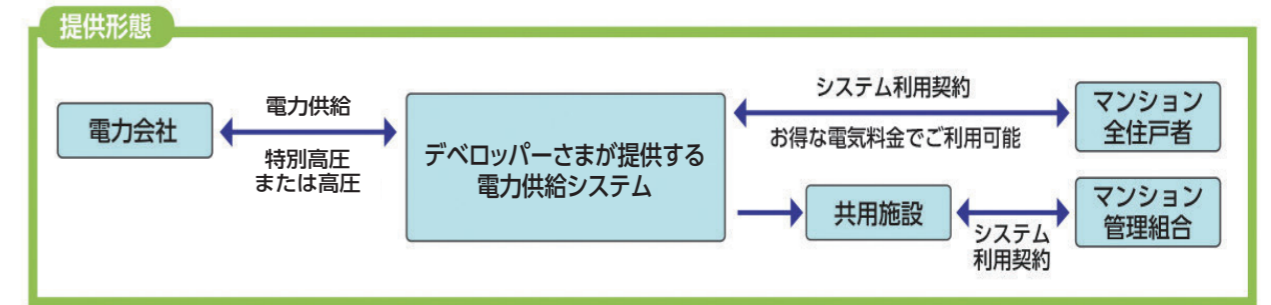 提供形態
電力会社
電力供給
特別高圧
または高圧
デベロッパーさまが提供する
電力供給システム
システム利用契約
お得な電気料金でご利用可能
マンション
全住戸者
共用施設
システム
利用契約
マンション
管理組合